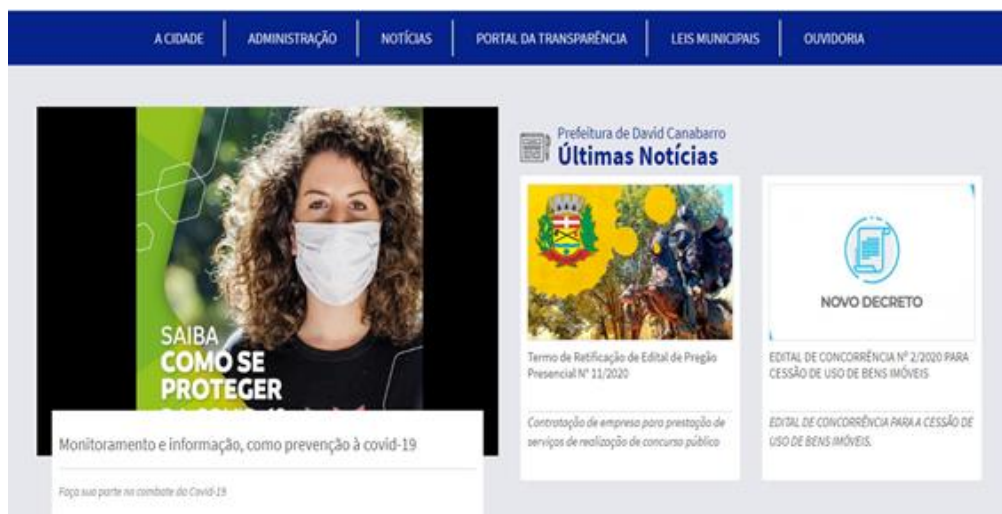 A CIDADE
ADMINISTRAÇÃO
NOTÍCIAS
PORTAL DA TRANSPARÊNCIA
LEIS MUNICIPAIS
OUVIDORIA
SAIBA
COMO SE
PROTEGER
Monitoramento e informação, como prevenção à covid-19
Faça sua parte no combate do Covid-19
Prefeitura de David Canabarro
Últimas Notícias
Termo de Retificação de Edital de Pregão
Presencial N° 11/2020
Contratação de empresa para prestação de
serviços de realização de concurso público
NOVO DECRETO
EDITAL DE CONCORRÊNCIA Nº 2/2020 PARA
CESSÃO DE USO DE BENS IMÓVEIS
EDITAL DE CONCORRÊNCIA PARA A CESSÃO DE
USO DE BENS IMÓVEIS.